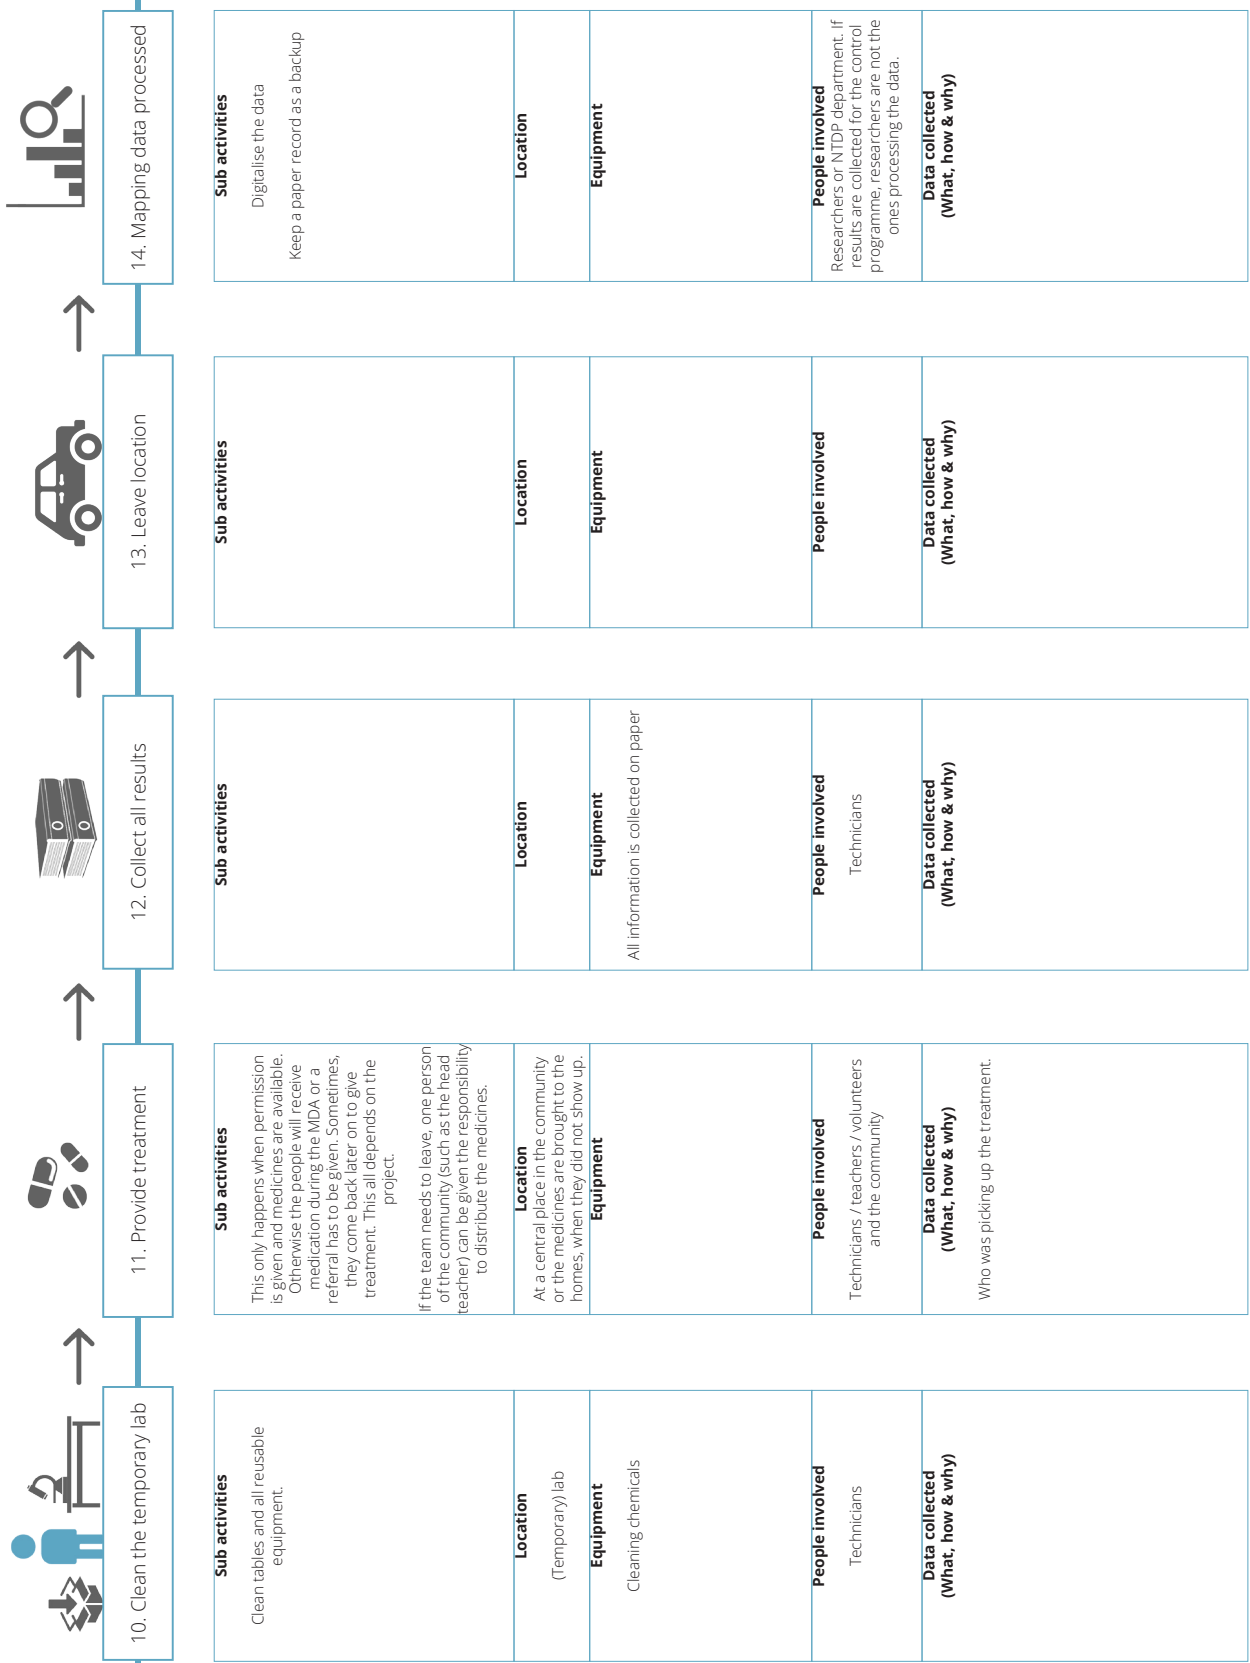 10. Clean the temporary lab
Sub activities
Clean tables and all reusable
equipment.
Location
(Temporary) lab
Equipment
Cleaning chemicals
People involved
Technicians
Data collected
(What, how & why)
11. Provide treatment
Sub activities
This only happens when permission
is given and medicines are available.
Otherwise the people will receive
medication during the MDA or a
referral has to be given. Sometimes,
they come back later on to give
treatment. This all depends on the
project.
If the team needs to leave, one person
of the community (such as the head
teacher) can be given the responsibility
to distribute the medicines.
Location
At a central place in the community
or the medicines are brought to the
homes, when they did not show up.
Equipment
People involved
Technicians / teachers / volunteers
and the community
Data collected
(What, how & why)
Who was picking up the treatment.
12. Collect all results
Sub activities
Location
Equipment
All information is collected on paper
People involved
Technicians
Data collected
(What, how & why)
13. Leave location
Sub activities
Location
Equipment
People involved
Data collected
(What, how & why)
14. Mapping data processed
Sub activities
Digitalise the data
Keep a paper record as a backup
Location
Equipment
People involved
Researchers or NTDP department. If
results are collected for the control
programme, researchers are not the
ones processing the data.
Data collected
(What, how & why)